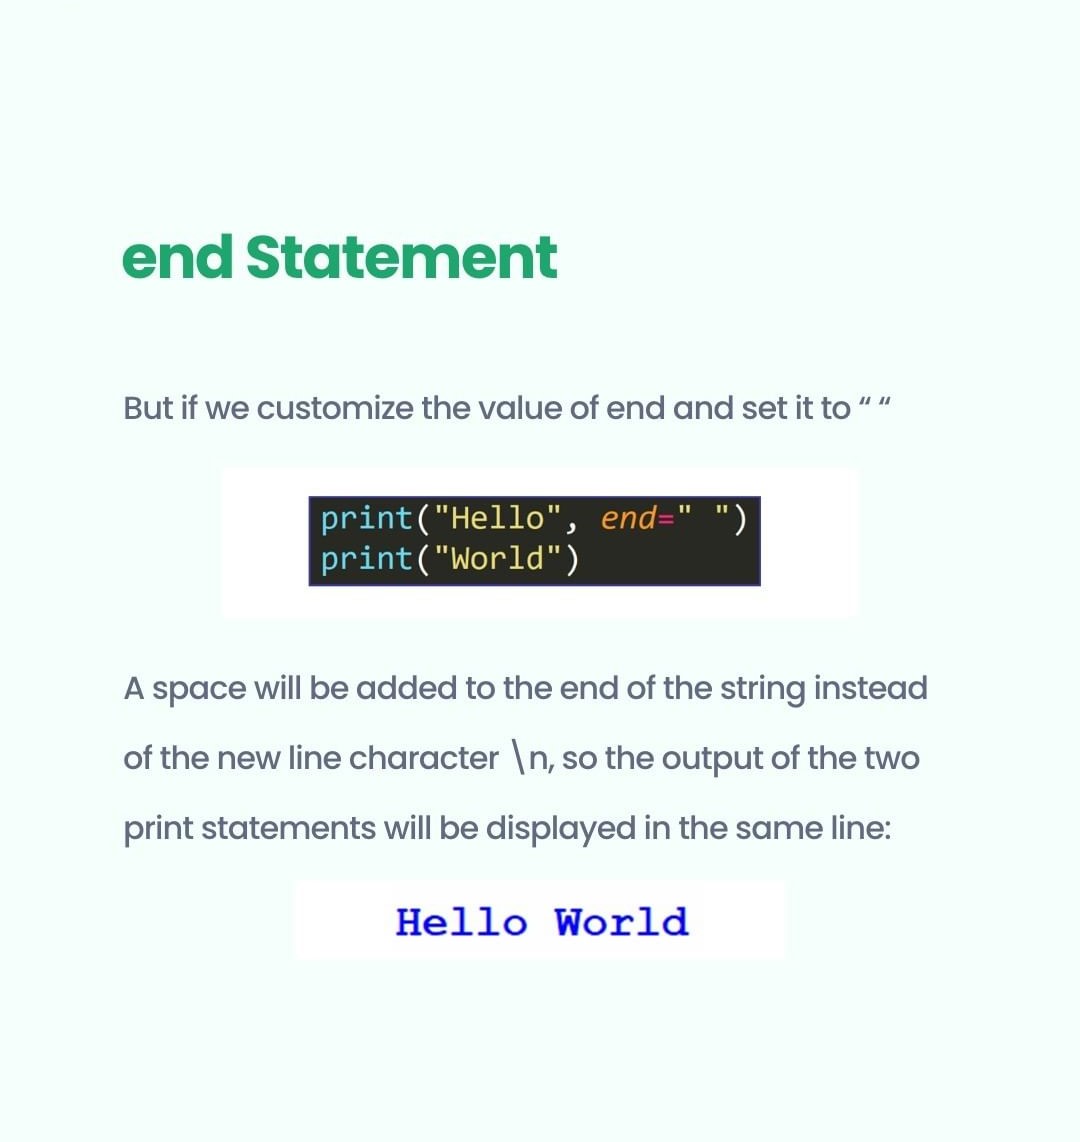 end Statement
But if we customize the value of end and set it to “ “
print("Hello", end=" ")
print("World")
A space will be added to the end of the string instead
of the new line character \n, so the output of the two
print statements will be displayed in the same line:
Hello World